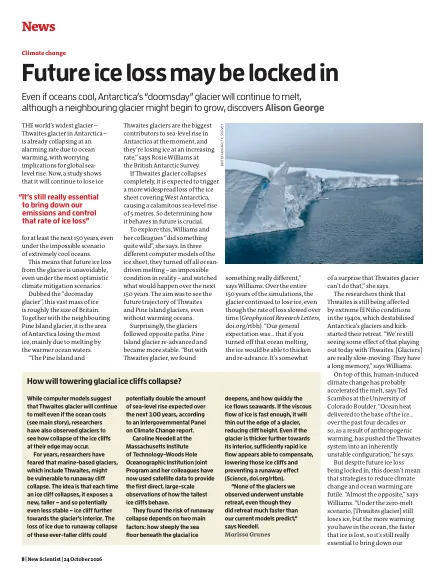 News
Climate change
Future ice loss may be locked in
Even if oceans cool, Antarctica's "doomsday" glacier will continue to melt,
although a neighbouring glacier might begin to grow, discovers Alison George
THE world's widest glacier –
Thwaites glacier in Antarctica –
is already collapsing at an
alarming rate due to ocean
warming, with worrying
implications for global sea-
level rise. Now, a study shows
that it will continue to lose ice
"It's still really essential
to bring down our
emissions and control
that rate of ice loss"
for at least the next 150 years, even
under the impossible scenario
of extremely cool oceans.
This means that future ice loss
from the glacier is unavoidable,
even under the most optimistic
climate mitigation scenarios.
Dubbed the "doomsday
glacier", this vast mass of ice
is roughly the size of Britain.
Together with the neighbouring
Pine Island glacier, it is the area
of Antarctica losing the most
ice, mainly due to melting by
the warmer ocean waters.
"The Pine Island and
Thwaites glaciers are the biggest
contributors to sea-level rise in
Antarctica at the moment, and
they're losing ice at an increasing
rate," says Rosie Williams at
the British Antarctic Survey.
If Thwaites glacier collapses
completely, it is expected to trigger
a more widespread loss of the ice
sheet covering West Antarctica,
causing a calamitous sea-level rise
of 5 metres. So determining how
it behaves in future is crucial.
To explore this, Williams and
her colleagues "did something
quite wild", she says. In three
different computer models of the
ice sheet, they turned off all ocean-
driven melting – an impossible
condition in reality – and watched
what would happen over the next
150 years. The aim was to see the
future trajectory of Thwaites
and Pine Island glaciers, even
without warming oceans.
Surprisingly, the glaciers
followed opposite paths. Pine
Island glacier re-advanced and
became more stable. "But with
Thwaites glacier, we found
BRITISH ANTARCTIC SURVEY
something really different,"
says Williams. Over the entire
150 years of the simulations, the
glacier continued to lose ice, even
though the rate of loss slowed over
time (Geophysical Research Letters,
doi.org/rbth). "Our general
expectation was... that if you
turned off that ocean melting,
the ice would be able to thicken
and re-advance. It's somewhat
of a surprise that Thwaites glacier
can't do that," she says.
The researchers think that
Thwaites is still being affected
by extreme El Niño conditions
in the 1940s, which destabilised
Antarctica's glaciers and kick-
started their retreat. "We're still
seeing some effect of that playing
out today with Thwaites. [Glaciers]
are really slow-moving. They have
a long memory," says Williams.
On top of this, human-induced
climate change has probably
accelerated the melt, says Ted
Scambos at the University of
Colorado Boulder. "Ocean heat
delivered to the base of the ice...
over the past four decades or
so, as a result of anthropogenic
warming, has pushed the Thwaites
system into an inherently
unstable configuration," he says.
But despite future ice loss
being locked in, this doesn't mean
that strategies to reduce climate
change and ocean warming are
futile. "Almost the opposite," says
Williams. "Under the zero-melt
scenario, [Thwaites glacier] still
loses ice, but the more warming
you have in the ocean, the faster
that ice is lost, so it's still really
essential to bring down our
How will towering glacial ice cliffs collapse?
While computer models suggest
that Thwaites glacier will continue
to melt even if the ocean cools
(see main story), researchers
have also observed glaciers to
see how collapse of the ice cliffs
at their edge may occur.
For years, researchers have
feared that marine-based glaciers,
which include Thwaites, might
be vulnerable to runaway cliff
collapse. The idea is that each time
an ice cliff collapses, it exposes a
new, taller – and so potentially
even less stable – ice cliff further
towards the glacier's interior. The
loss of ice due to runaway collapse
of these ever-taller cliffs could
potentially double the amount
of sea-level rise expected over
the next 100 years, according
to an Intergovernmental Panel
on Climate Change report.
Caroline Needell at the
Massachusetts Institute
of Technology-Woods Hole
Oceanographic Institution Joint
Program and her colleagues have
now used satellite data to provide
the first direct, large-scale
observations of how the tallest
ice cliffs behave.
They found the risk of runaway
collapse depends on two main
factors: how steeply the sea
floor beneath the glacial ice
deepens, and how quickly the
ice flows seawards. If the viscous
flow of ice is fast enough, it will
thin out the edge of a glacier,
reducing cliff height. Even if the
glacier is thicker further towards
its interior, sufficiently rapid ice
flow appears able to compensate,
lowering those ice cliffs and
preventing a runaway effect
(Science, doi.org/rbtm).
"None of the glaciers we
observed underwent unstable
retreat, even though they
did retreat much faster than
our current models predict,"
says Needell.
Marissa Grunes
8 | New Scientist | 24 October 2026